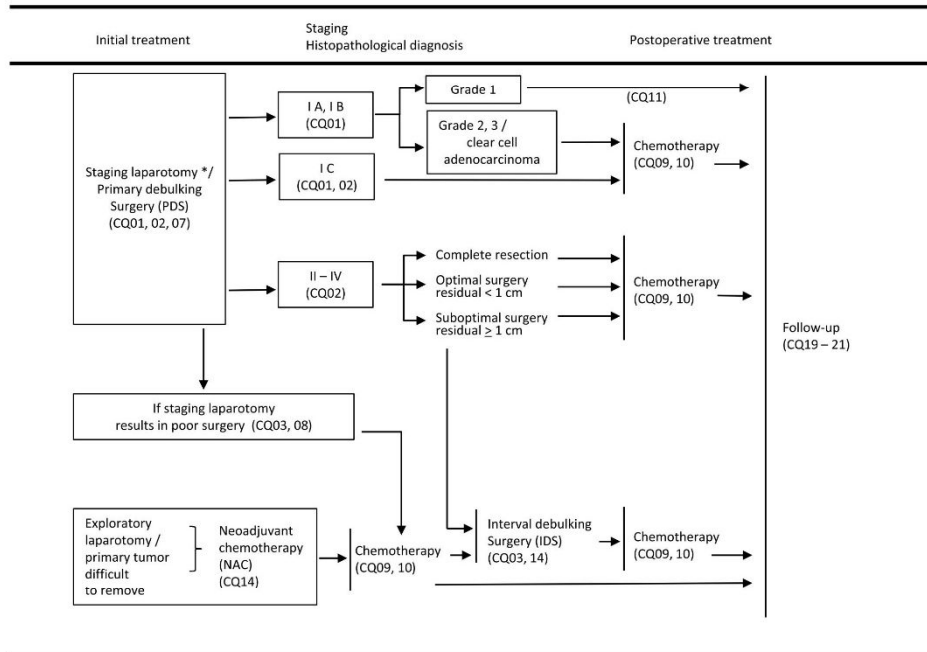 Initial treatment
Staging
Histopathological diagnosis
Postoperative treatment
Staging laparotomy */
Primary debulking
Surgery (PDS)
(CQ01, 02, 07)
I A, I B
(CQ01)
Grade 1
(CQ11)
Grade 2, 3 /
clear cell
adenocarcinoma
Chemotherapy
(CQ09, 10)
I C
(CQ01, 02)
II – IV
(CQ02)
Complete resection
Optimal surgery
residual < 1 cm
Suboptimal surgery
residual ≥ 1 cm
Chemotherapy
(CQ09, 10)
Follow-up
(CQ19 – 21)
If staging laparotomy
results in poor surgery (CQ03, 08)
Exploratory
laparotomy /
primary tumor
difficult
to remove
Neoadjuvant
chemotherapy
(NAC)
(CQ14)
Chemotherapy
(CQ09, 10)
Interval debulking
Surgery (IDS)
(CQ03, 14)
Chemotherapy
(CQ09, 10)